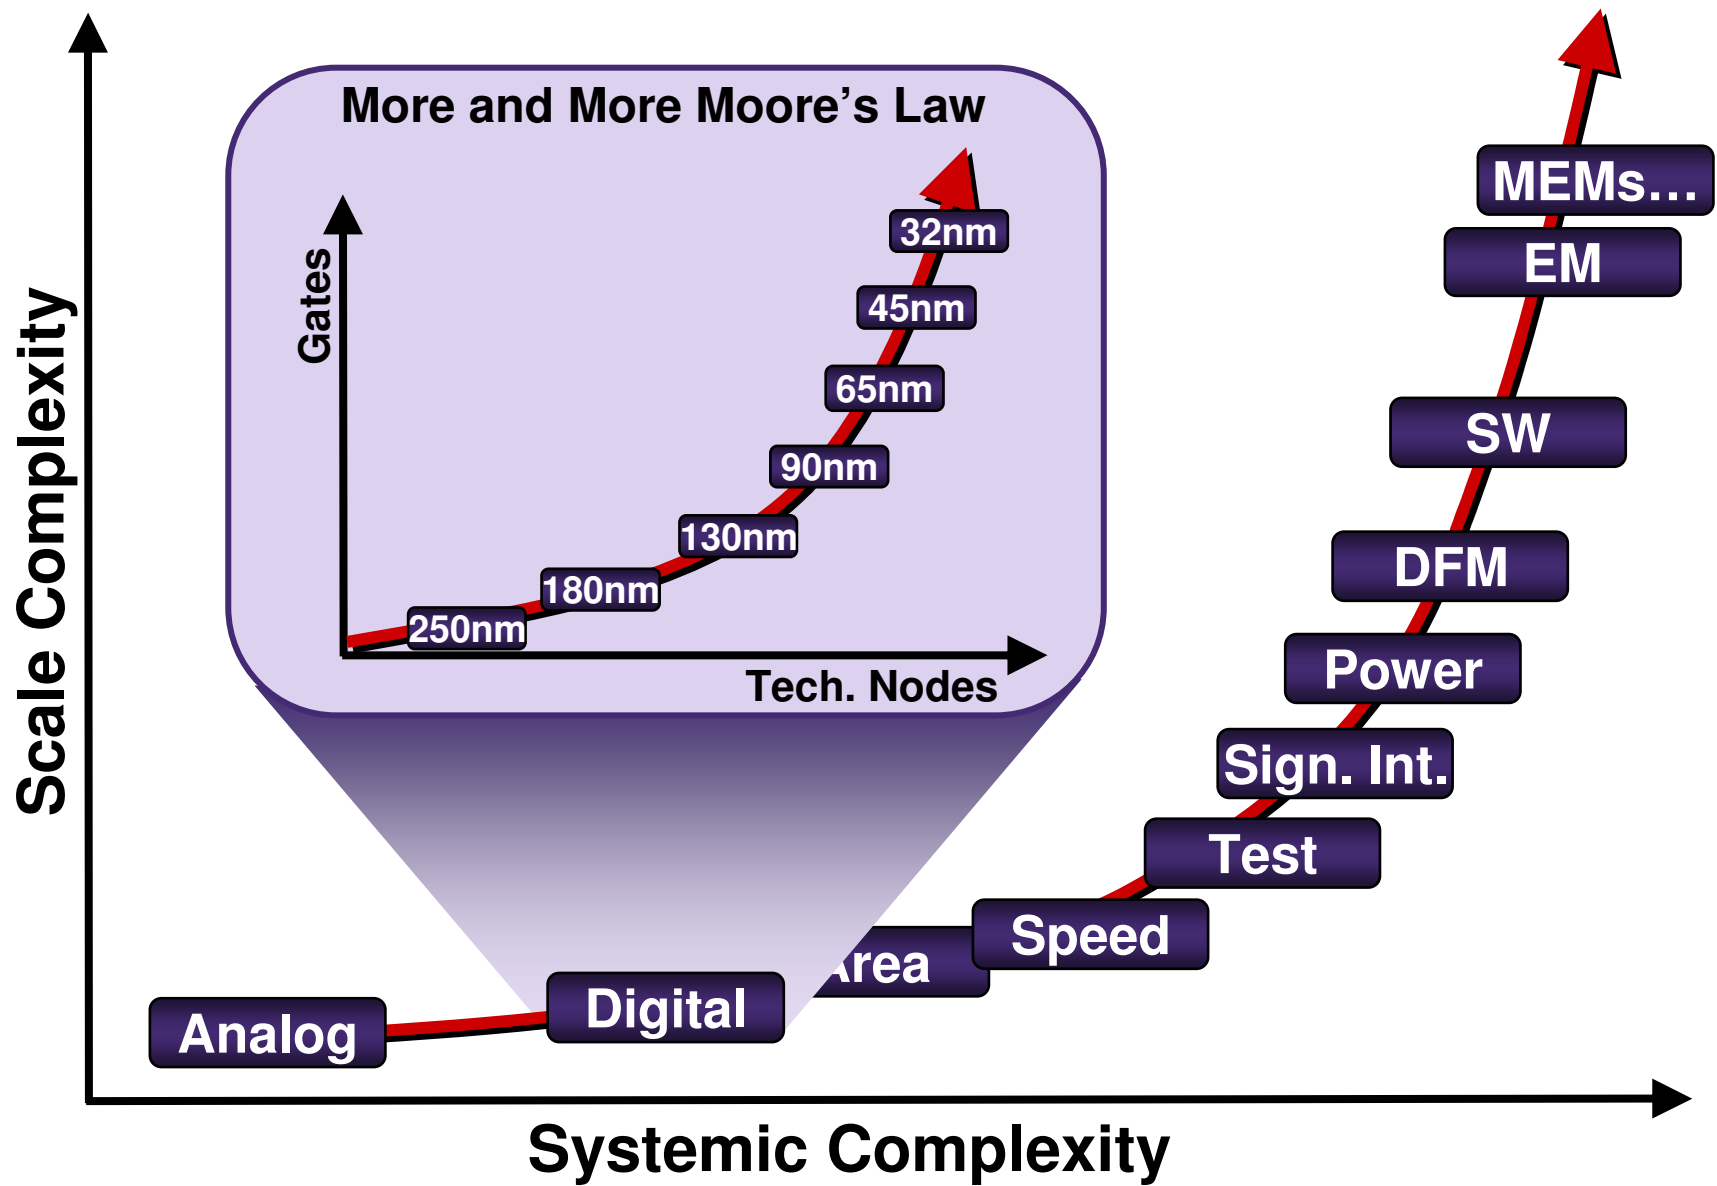 More and More Moore’s Law
Gates
32nm
45nm
65nm
90nm
130nm
180nm
250nm
Tech. Nodes
Scale Complexity
MEMs...
EM
SW
DFM
Power
Sign. Int.
Test
Speed
Area
Digital
Analog
Systemic Complexity